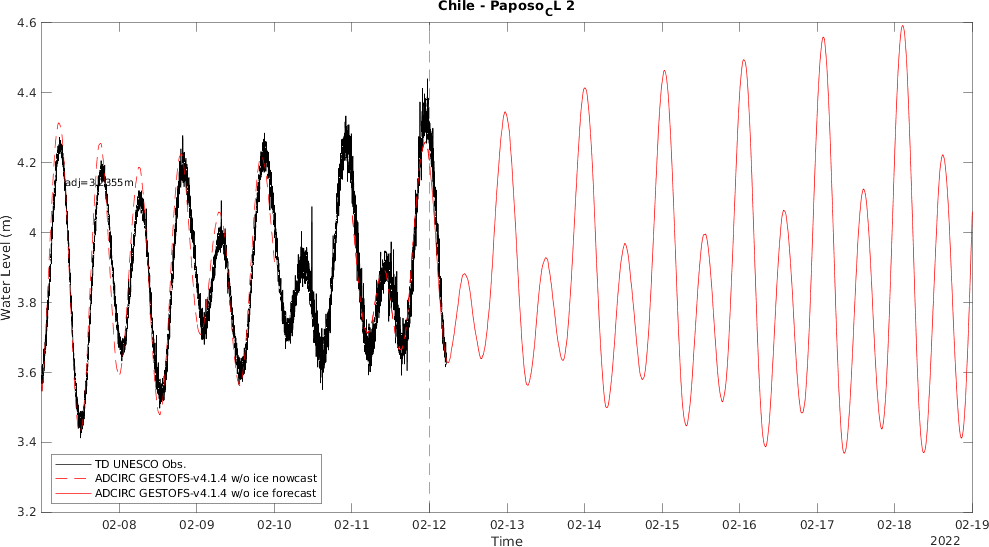 Chile - Paposo_CL 2
4.6
4.4
4.2
4
3.8
3.6
3.4
3.2
Water Level (m)
adj=3.1355m
TD UNESCO Obs.
ADCIRC GESTOFS-v4.1.4 w/o ice nowcast
ADCIRC GESTOFS-v4.1.4 w/o ice forecast
02-08 02-09 02-10 02-11 02-12 02-13 02-14 02-15 02-16 02-17 02-18 02-19
Time
2022